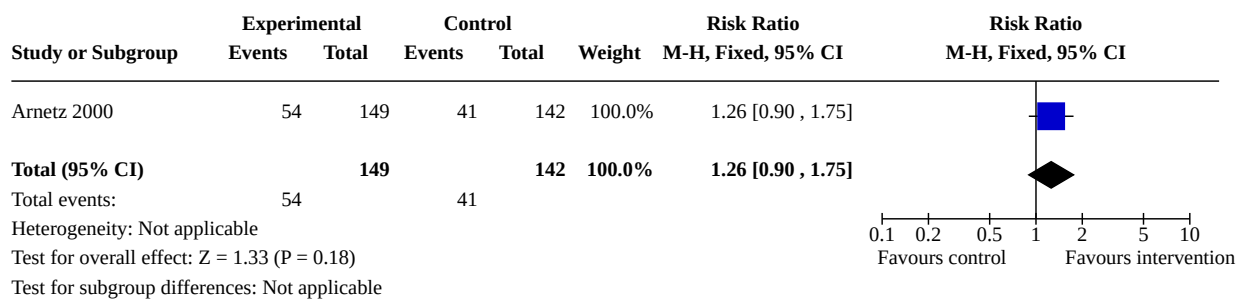 Experimental Control Risk Ratio Risk Ratio
Study or Subgroup Events Total Events Total Weight M-H, Fixed, 95% CI M-H, Fixed, 95% CI
Arnetz 2000 54 149 41 142 100.0% 1.26 [0.90 , 1.75]
Total (95% CI) 149 142 100.0% 1.26 [0.90 , 1.75]
Total events: 54 41
Heterogeneity: Not applicable
0.1 0.2 0.5 1 2 5 10
Test for overall effect: Z = 1.33 (P = 0.18) Favours control Favours intervention
Test for subgroup differences: Not applicable